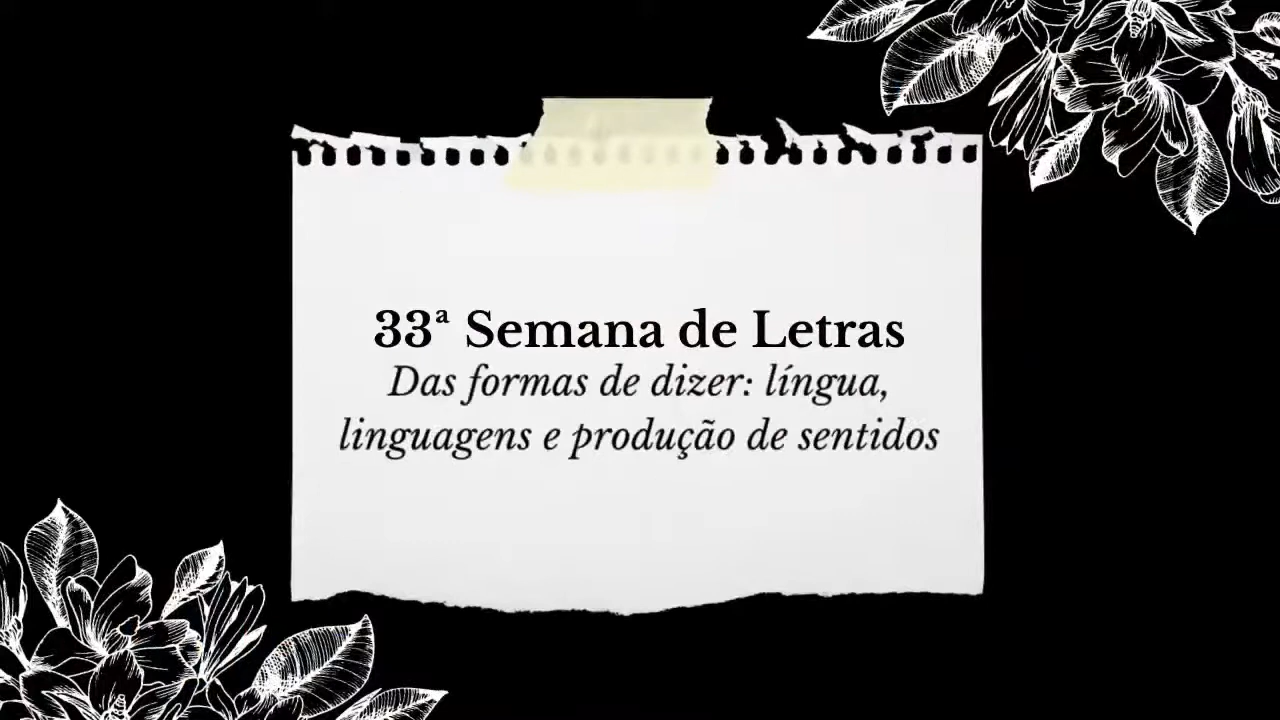 33ª Semana de Letras
Das formas de dizer: língua,
linguagens e produção de sentidos